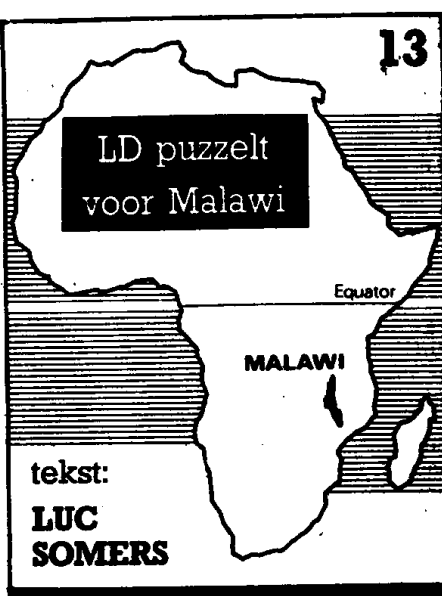 13
LD puzzelt
voor Malawi
Equator
MALAWI
tekst:
LUC
SOMERS